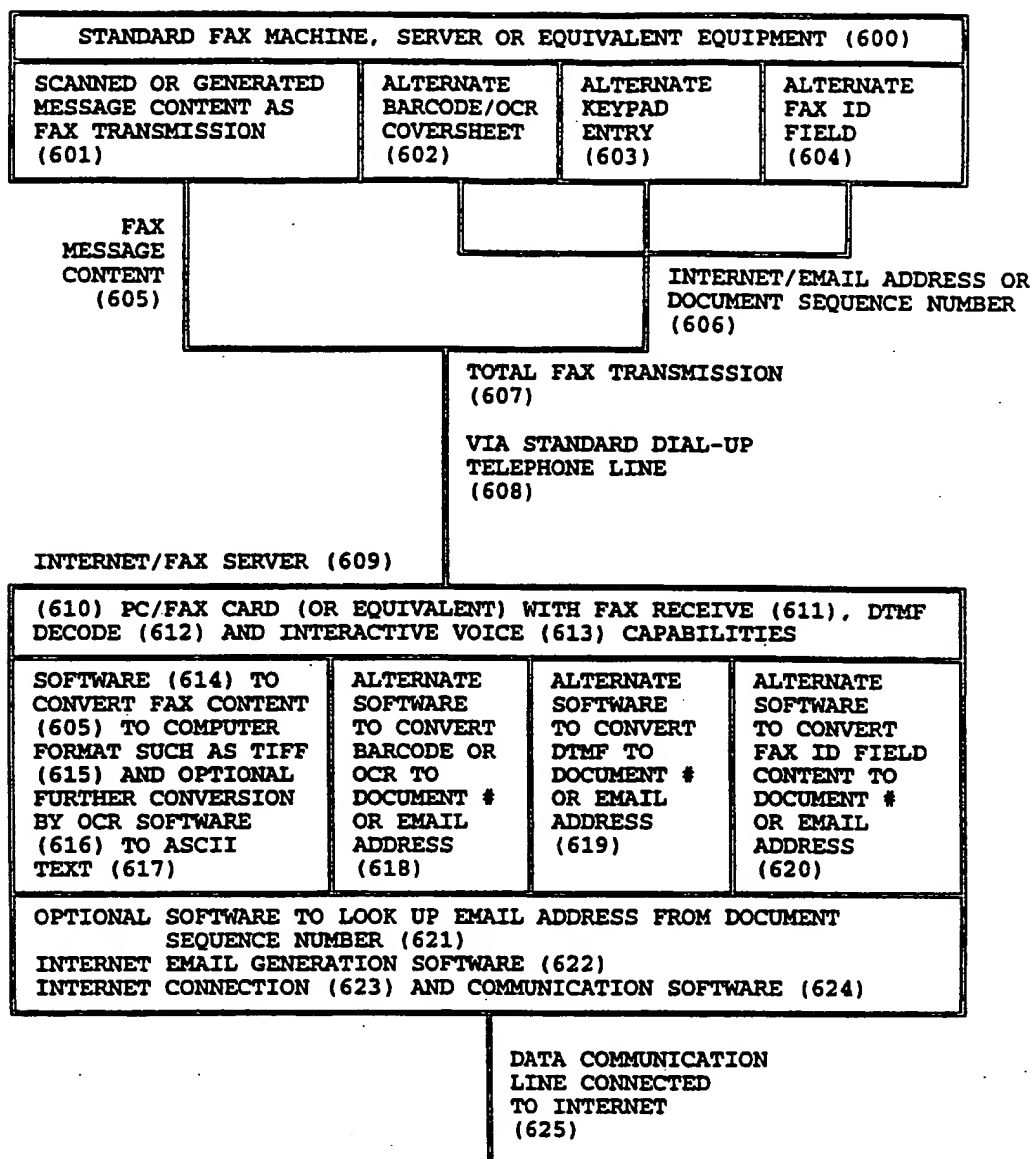 STANDARD FAX MACHINE, SERVER OR EQUIVALENT EQUIPMENT (600)
SCANNED OR GENERATED
MESSAGE CONTENT AS
FAX TRANSMISSION
(601)
ALTERNATE
BARCODE/OCR
COVERSHEET
(602)
ALTERNATE
KEYPAD
ENTRY
(603)
ALTERNATE
FAX ID
FIELD
(604)
FAX
MESSAGE
CONTENT
(605)
INTERNET/EMAIL ADDRESS OR
DOCUMENT SEQUENCE NUMBER
(606)
TOTAL FAX TRANSMISSION
(607)
VIA STANDARD DIAL-UP
TELEPHONE LINE
(608)
INTERNET/FAX SERVER (609)
(610) PC/FAX CARD (OR EQUIVALENT) WITH FAX RECEIVE (611), DTMF
DECODE (612) AND INTERACTIVE VOICE (613) CAPABILITIES
SOFTWARE (614) TO
CONVERT FAX CONTENT
(605) TO COMPUTER
FORMAT SUCH AS TIFF
(615) AND OPTIONAL
FURTHER CONVERSION
BY OCR SOFTWARE
(616) TO ASCII
TEXT (617)
ALTERNATE
SOFTWARE
TO CONVERT
BARCODE OR
OCR TO
DOCUMENT #
OR EMAIL
ADDRESS
(618)
ALTERNATE
SOFTWARE
TO CONVERT
DTMF TO
DOCUMENT #
OR EMAIL
ADDRESS
(619)
ALTERNATE
SOFTWARE
TO CONVERT
FAX ID FIELD
CONTENT TO
DOCUMENT #
OR EMAIL
ADDRESS
(620)
OPTIONAL SOFTWARE TO LOOK UP EMAIL ADDRESS FROM DOCUMENT
SEQUENCE NUMBER (621)
INTERNET EMAIL GENERATION SOFTWARE (622)
INTERNET CONNECTION (623) AND COMMUNICATION SOFTWARE (624)
DATA COMMUNICATION
LINE CONNECTED
TO INTERNET
(625)